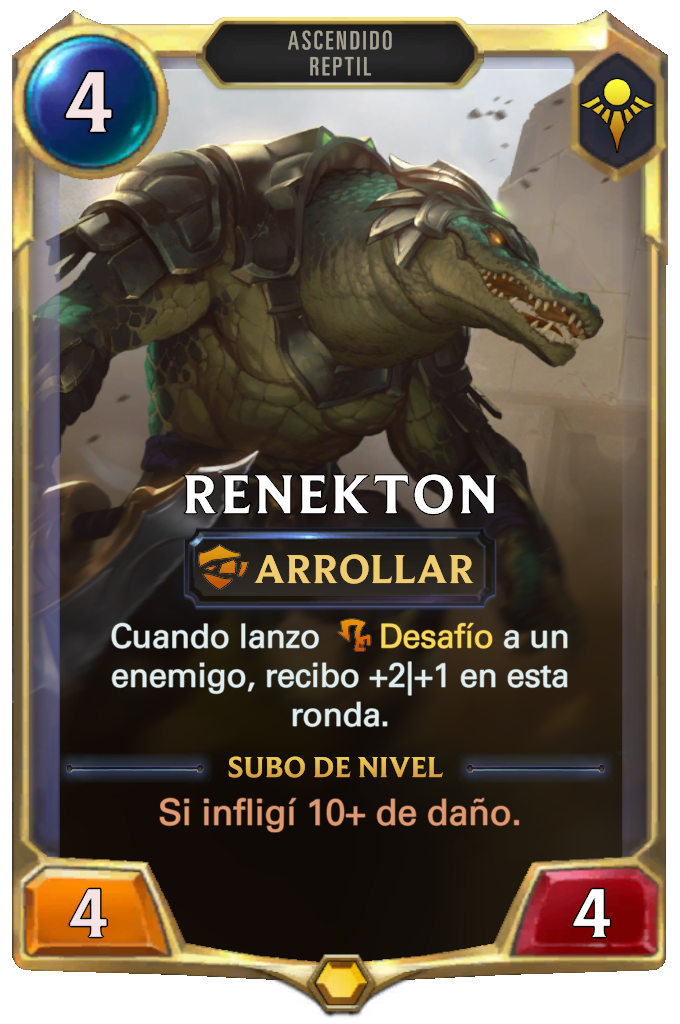 ASCENDIDO
REPTIL
4
RENEKTON
ARROLLAR
Cuando lanzo Desafío a un
enemigo, recibo +2|+1 en esta
ronda.
SUBO DE NIVEL
Si infligí 10+ de daño.
4
4